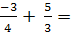 -3/4 + 5/3 =